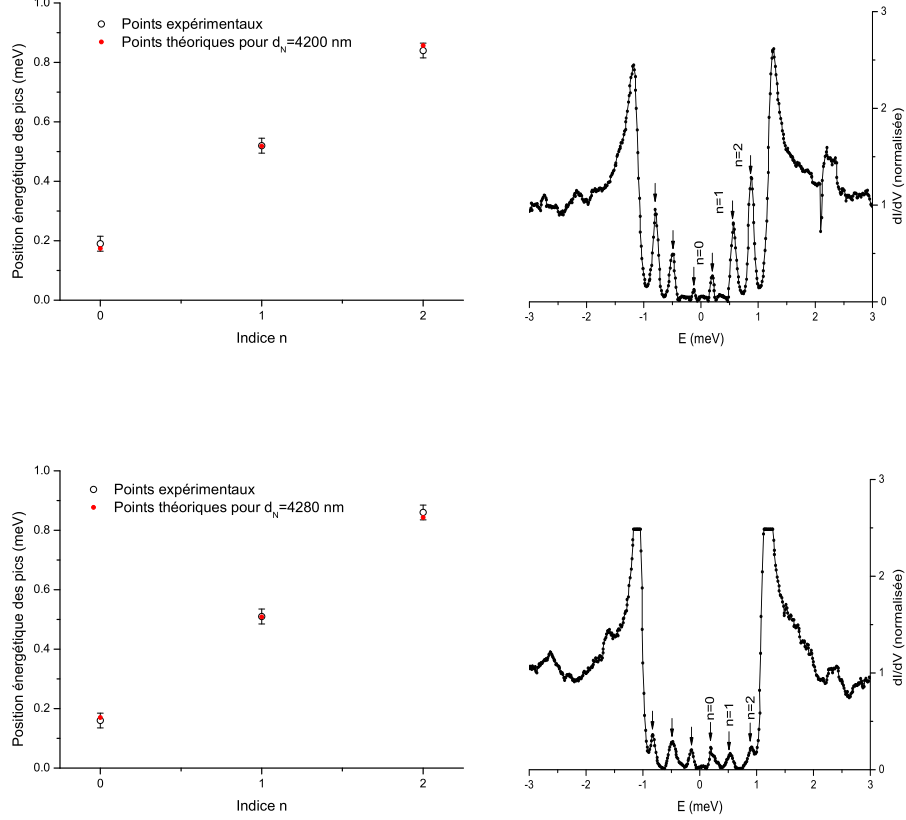 1.0
0.8
0.6
0.4
0.2
0.0
Position énergétique des pics (meV)
Points expérimentaux
Points théoriques pour dN=4200 nm
0 1 2
Indice n
3
2
1
0
dI/dV (normalisée)
n=0
n=1
n=2
-3 -2 -1 0 1 2 3
E (meV)
1.0
0.8
0.6
0.4
0.2
0.0
Position énergétique des pics (meV)
Points expérimentaux
Points théoriques pour dN=4280 nm
0 1 2
Indice n
3
2
1
0
dI/dV (normalisée)
n=0
n=1
n=2
-3 -2 -1 0 1 2 3
E (meV)